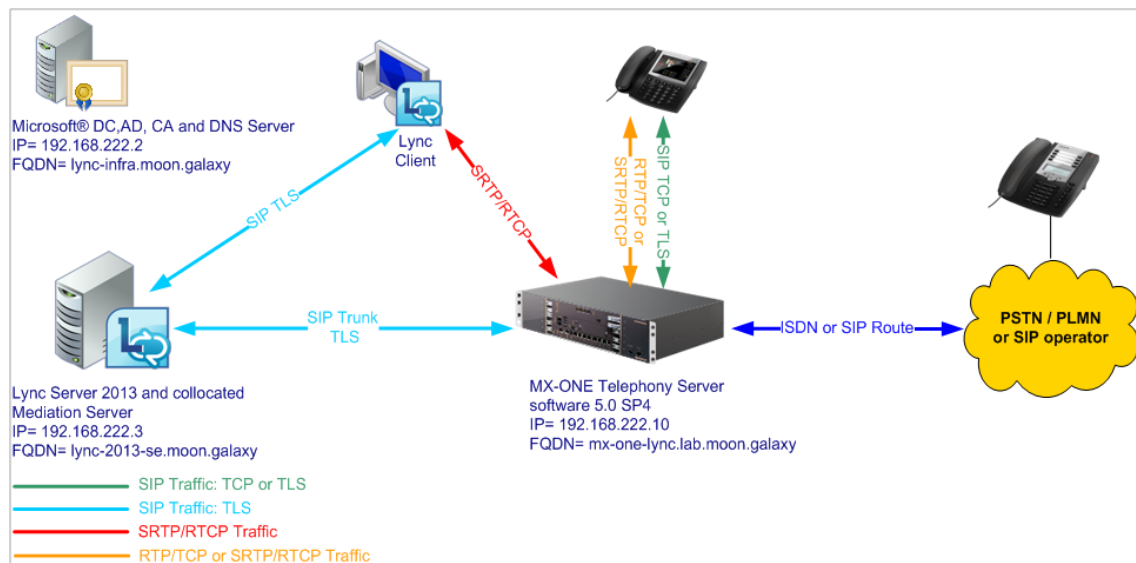 Microsoft® DC,AD, CA and DNS Server
IP= 192.168.222.2
FQDN= lync-infra.moon.galaxy
Lync
Client
SIP TLS
SRTP/RTCP
RTP/TCP or
SRTP/RTCP
SIP TCP or TLS
SIP Trunk
TLS
ISDN or SIP Route
PSTN / PLMN
or SIP operator
Lync Server 2013 and collocated
Mediation Server
IP= 192.168.222.3
FQDN= lync-2013-se.moon.galaxy
MX-ONE Telephony Server
software 5.0 SP4
IP= 192.168.222.10
FQDN= mx-one-lync.lab.moon.galaxy
SIP Traffic: TCP or TLS
SIP Traffic: TLS
SRTP/RTCP Traffic
RTP/TCP or SRTP/RTCP Traffic